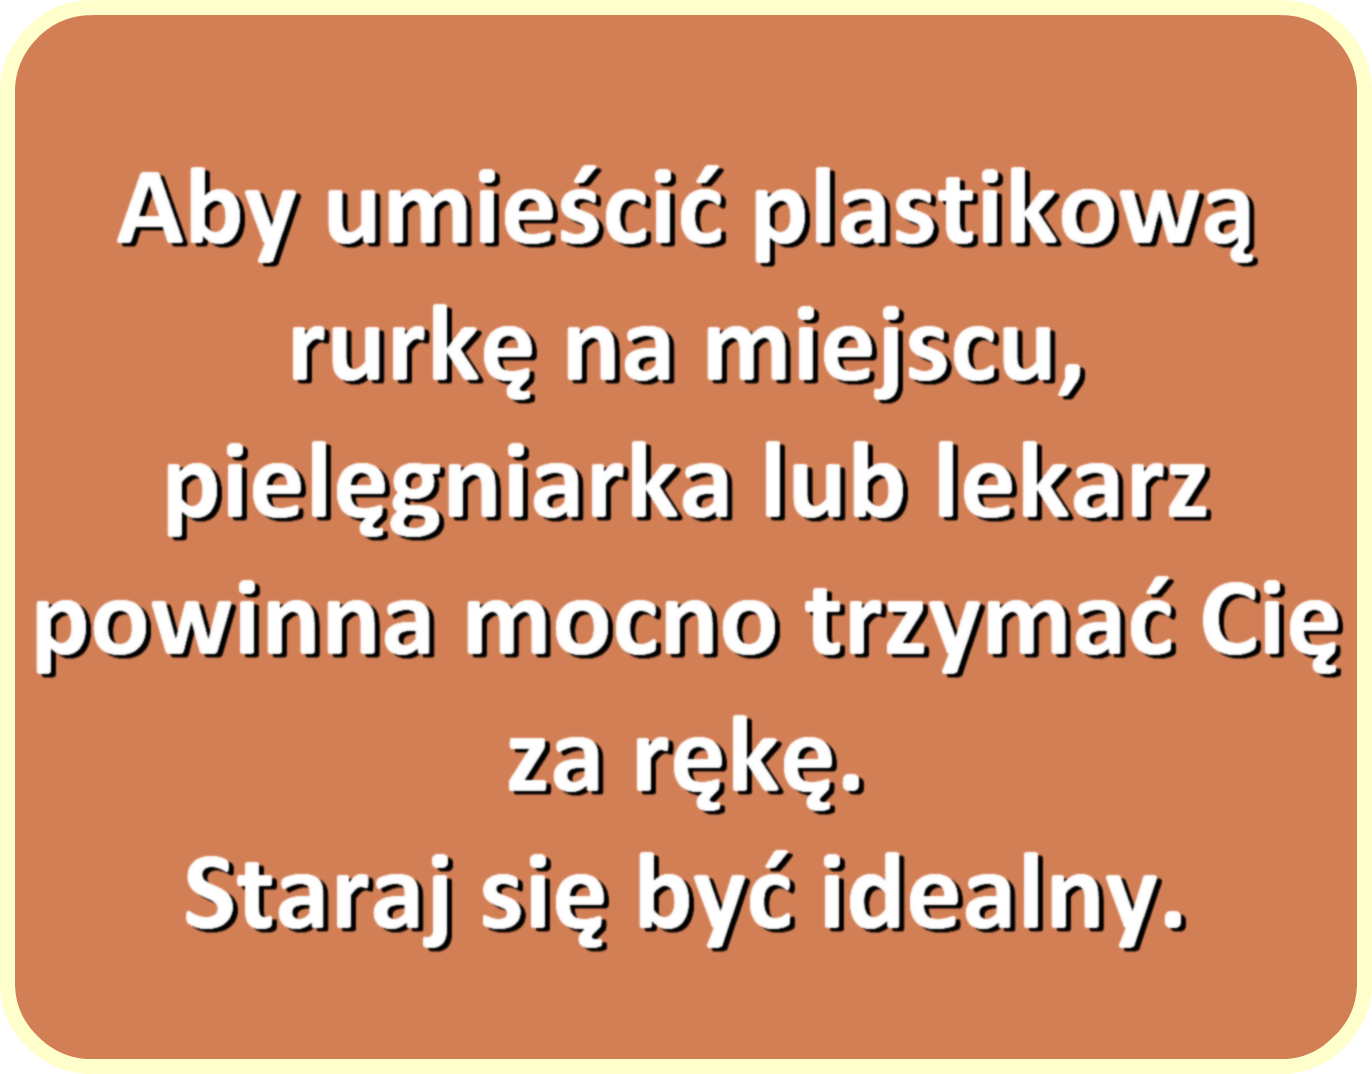 Aby umieścić plastikową
rurkę na miejscu,
pielęgniarka lub lekarz
powinna mocno trzymać Cię
za rękę.
Staraj się być idealny.